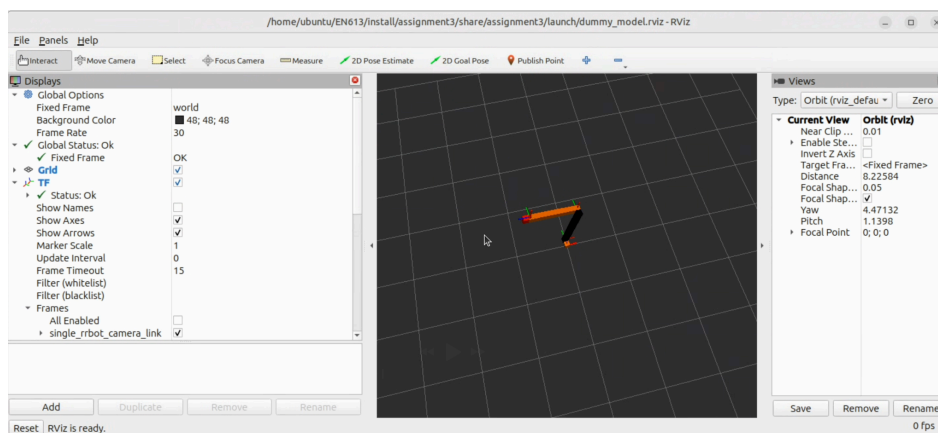 /home/ubuntu/EN613/install/assignment3/share/assignment3/launch/dummy_model.rviz - RViz
File Panels Help
Interact Move Camera Select Focus Camera Measure 2D Pose Estimate 2D Goal Pose Publish Point
Displays
Global Options
Fixed Frame world
Background Color 48; 48; 48
Frame Rate 30
Global Status: Ok
Fixed Frame OK
Grid
TF
Status: Ok
Show Names
Show Axes
Show Arrows
Marker Scale 1
Update Interval 0
Frame Timeout 15
Filter (whitelist)
Filter (blacklist)
Frames
All Enabled
single_rrbot_camera_link
Add Duplicate Remove Rename
Reset RViz is ready.
Views
Type: Orbit (rviz_defau Zero
Current View Orbit (rviz)
Near Clip ... 0.01
Enable Ste...
Invert Z Axis
Target Fra... <Fixed Frame>
Distance 8.22584
Focal Shap... 0.05
Focal Shap...
Yaw 4.47132
Pitch 1.1398
Focal Point 0; 0; 0
Save Remove Rename
0 fps